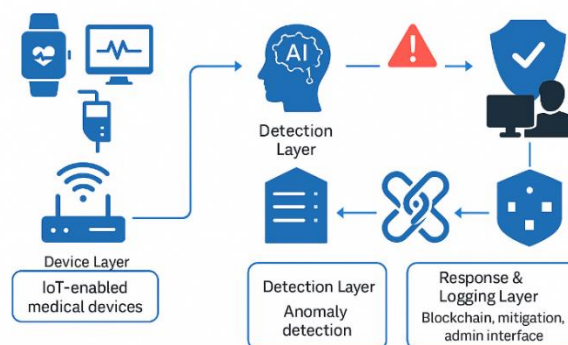 AI
Detection
Layer
Device Layer
IoT-enabled
medical devices
Detection Layer
Anomaly
detection
Response &
Logging Layer
Blockchain, mitigation,
admin interface